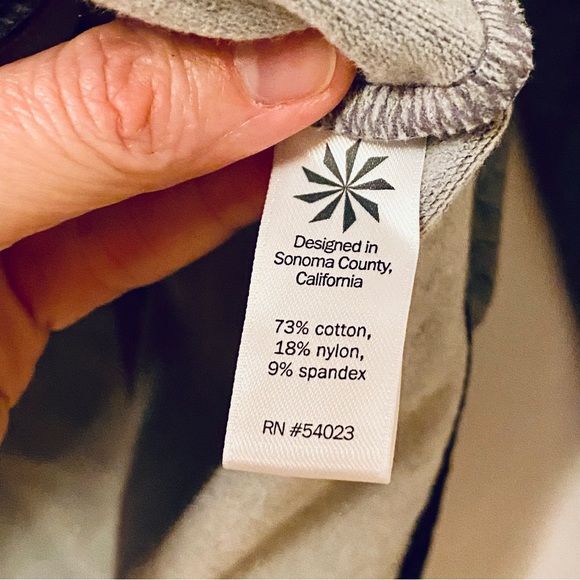 Designed in
Sonoma County,
California
73% cotton,
18% nylon,
9% spandex
RN #54023